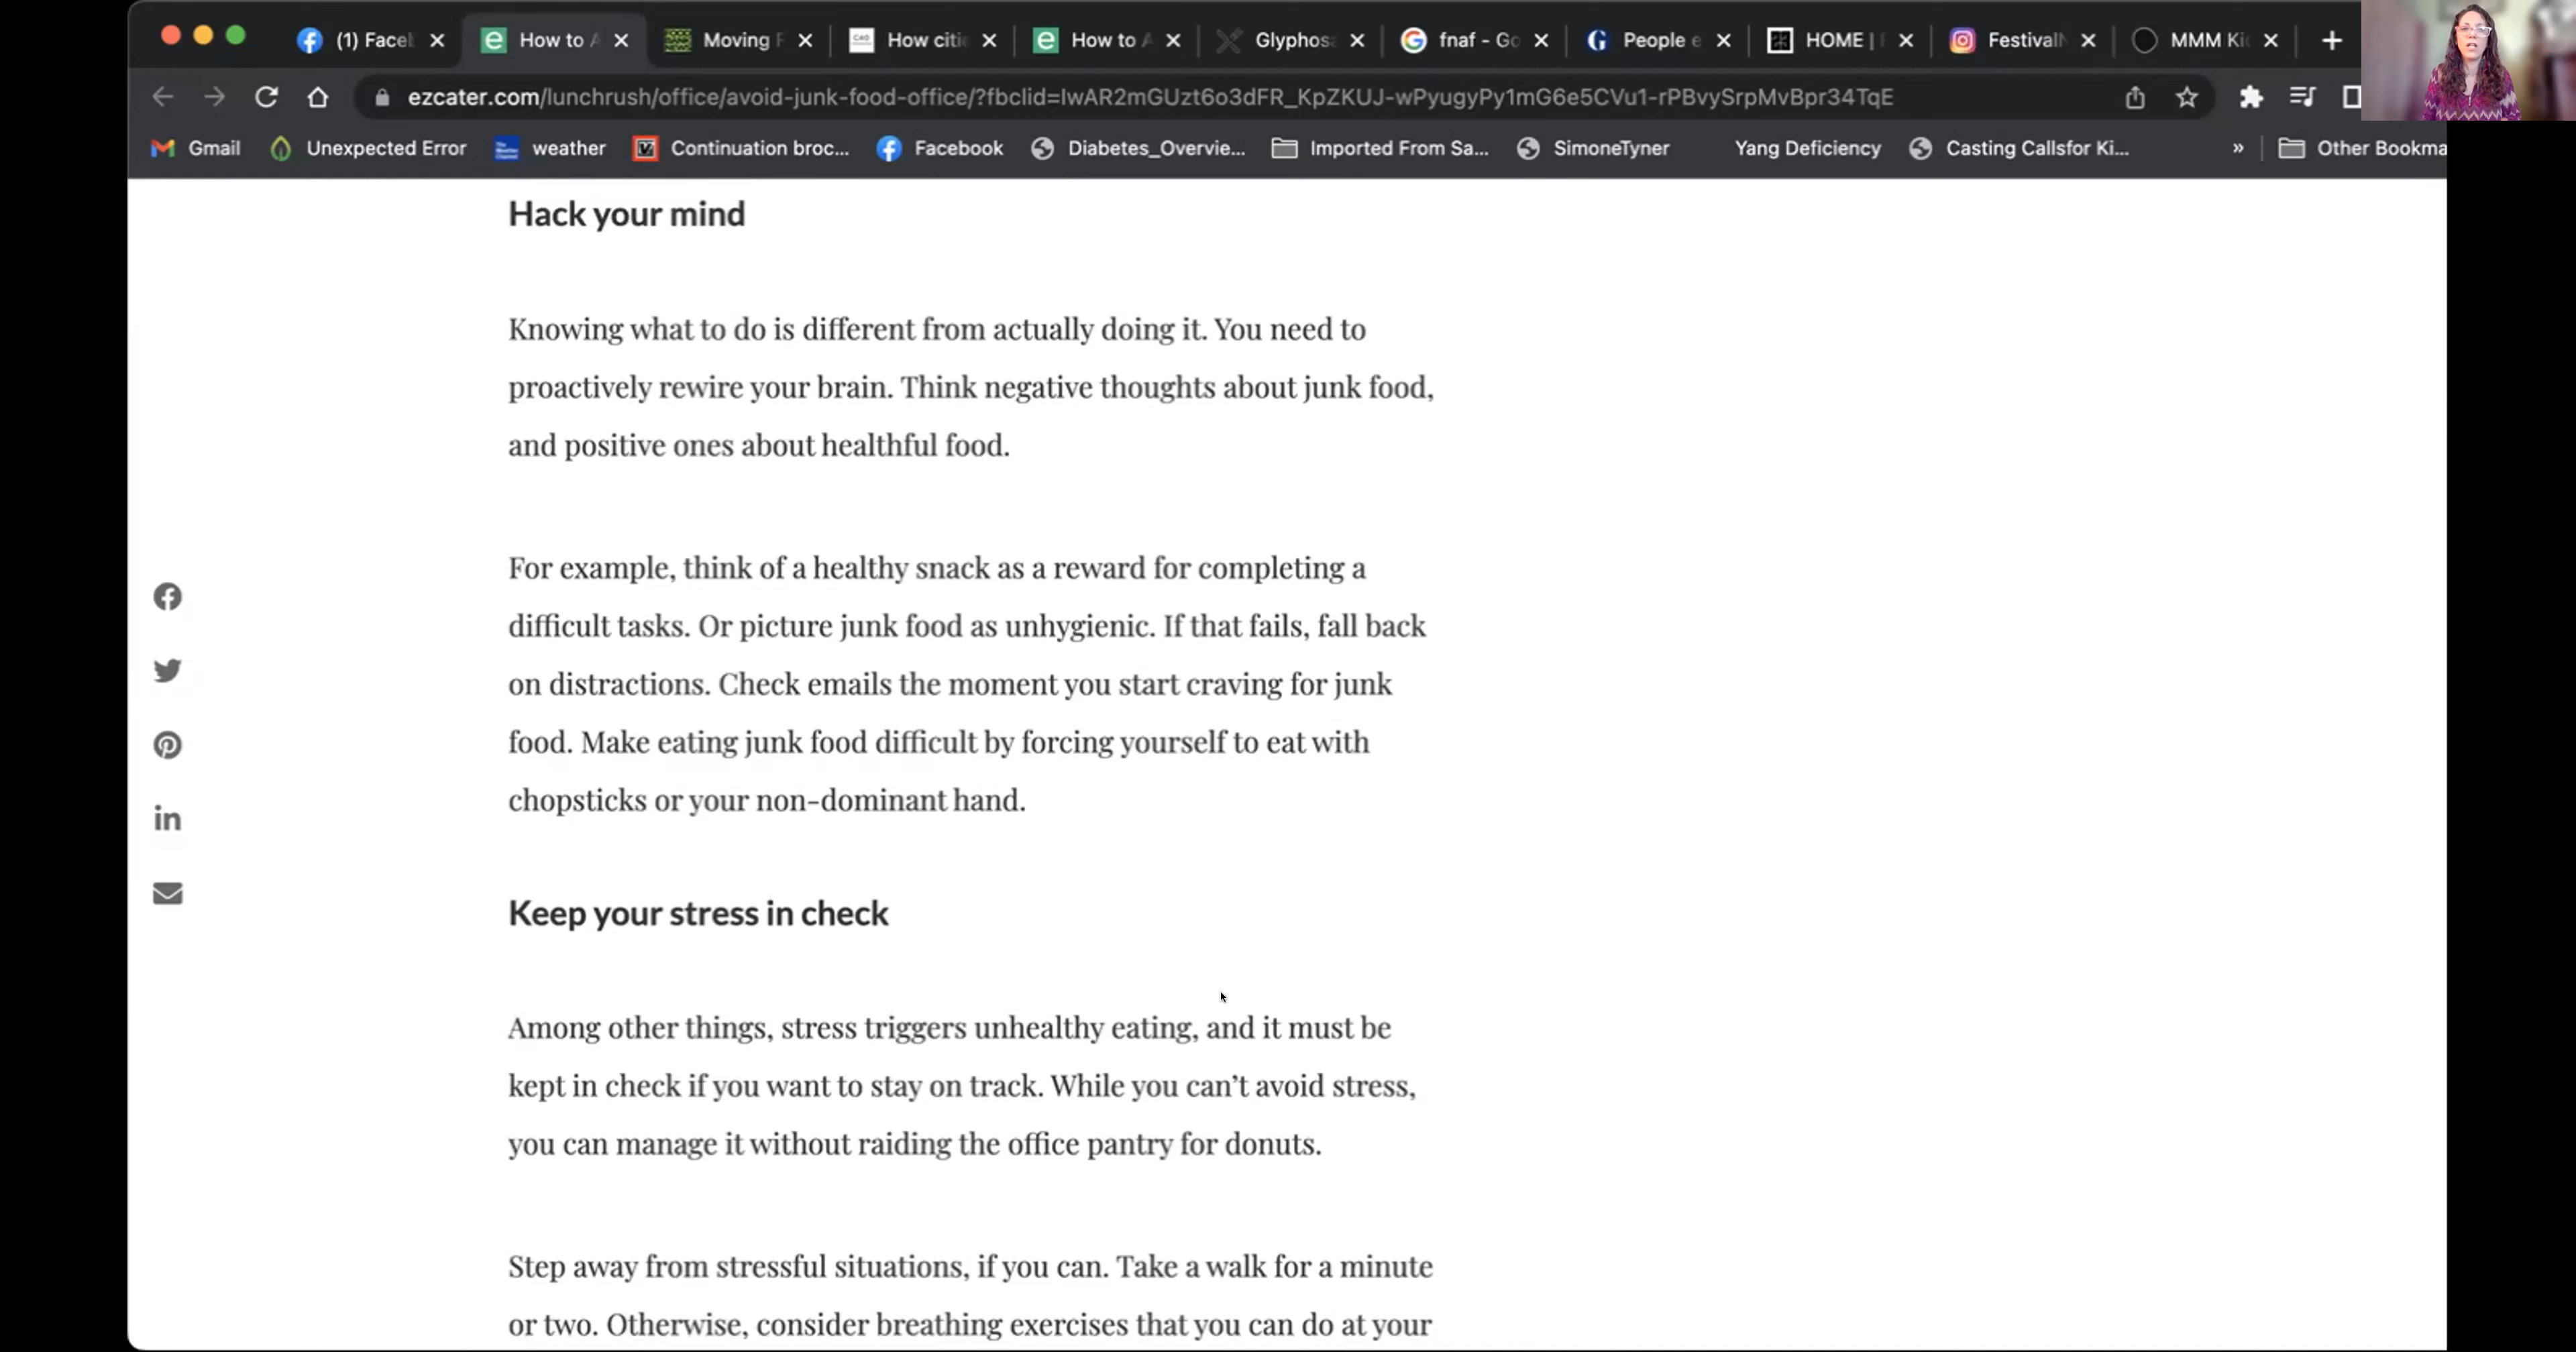 (1) Facel
How to A
Moving F
How citi
How to A
Glyphos
fnaf - Go
People e
HOME |
Festival
MMM Ki
ezcater.com/lunchrush/office/avoid-junk-food-office/?fbclid=IwAR2mGUzt6o3dFR_KpZKUJ-wPyugyPy1mG6e5CVu1-rPBvySrpMvBpr34TqE
Gmail
Unexpected Error
weather
Continuation broc...
Facebook
Diabetes_Overvie...
Imported From Sa...
SimoneTyner
Yang Deficiency
Casting Callsfor Ki...
»
Other Bookma
Hack your mind
Knowing what to do is different from actually doing it. You need to
proactively rewire your brain. Think negative thoughts about junk food,
and positive ones about healthful food.
For example, think of a healthy snack as a reward for completing a
difficult tasks. Or picture junk food as unhygienic. If that fails, fall back
on distractions. Check emails the moment you start craving for junk
food. Make eating junk food difficult by forcing yourself to eat with
chopsticks or your non-dominant hand.
Keep your stress in check
Among other things, stress triggers unhealthy eating, and it must be
kept in check if you want to stay on track. While you can’t avoid stress,
you can manage it without raiding the office pantry for donuts.
Step away from stressful situations, if you can. Take a walk for a minute
or two. Otherwise, consider breathing exercises that you can do at your